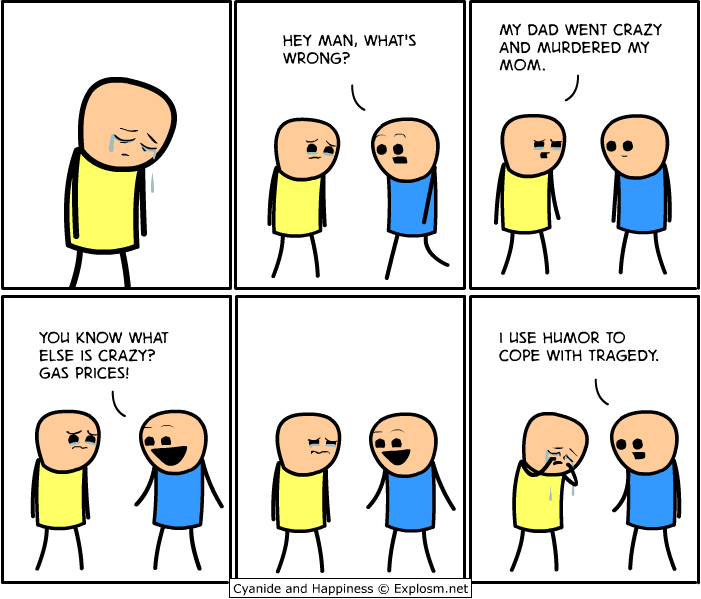 HEY MAN, WHAT'S
WRONG?
MY DAD WENT CRAZY
AND MURDERED MY
MOM.
YOU KNOW WHAT
ELSE IS CRAZY?
GAS PRICES!
I USE HUMOR TO
COPE WITH TRAGEDY.
Cyanide and Happiness © Explosm.net